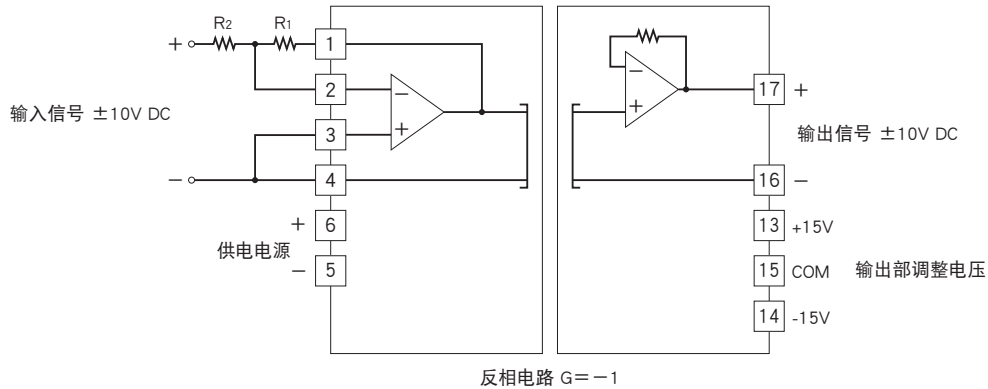 R2
R1
1
+
2
17
+
−
−
输入信号 ±10V DC
+
+
输出信号 ±10V DC
3
−
4
16
−
+
6
13
+15V
供电电源
−
5
15
COM
输出部调整电压
14
-15V
反相电路 G=−1